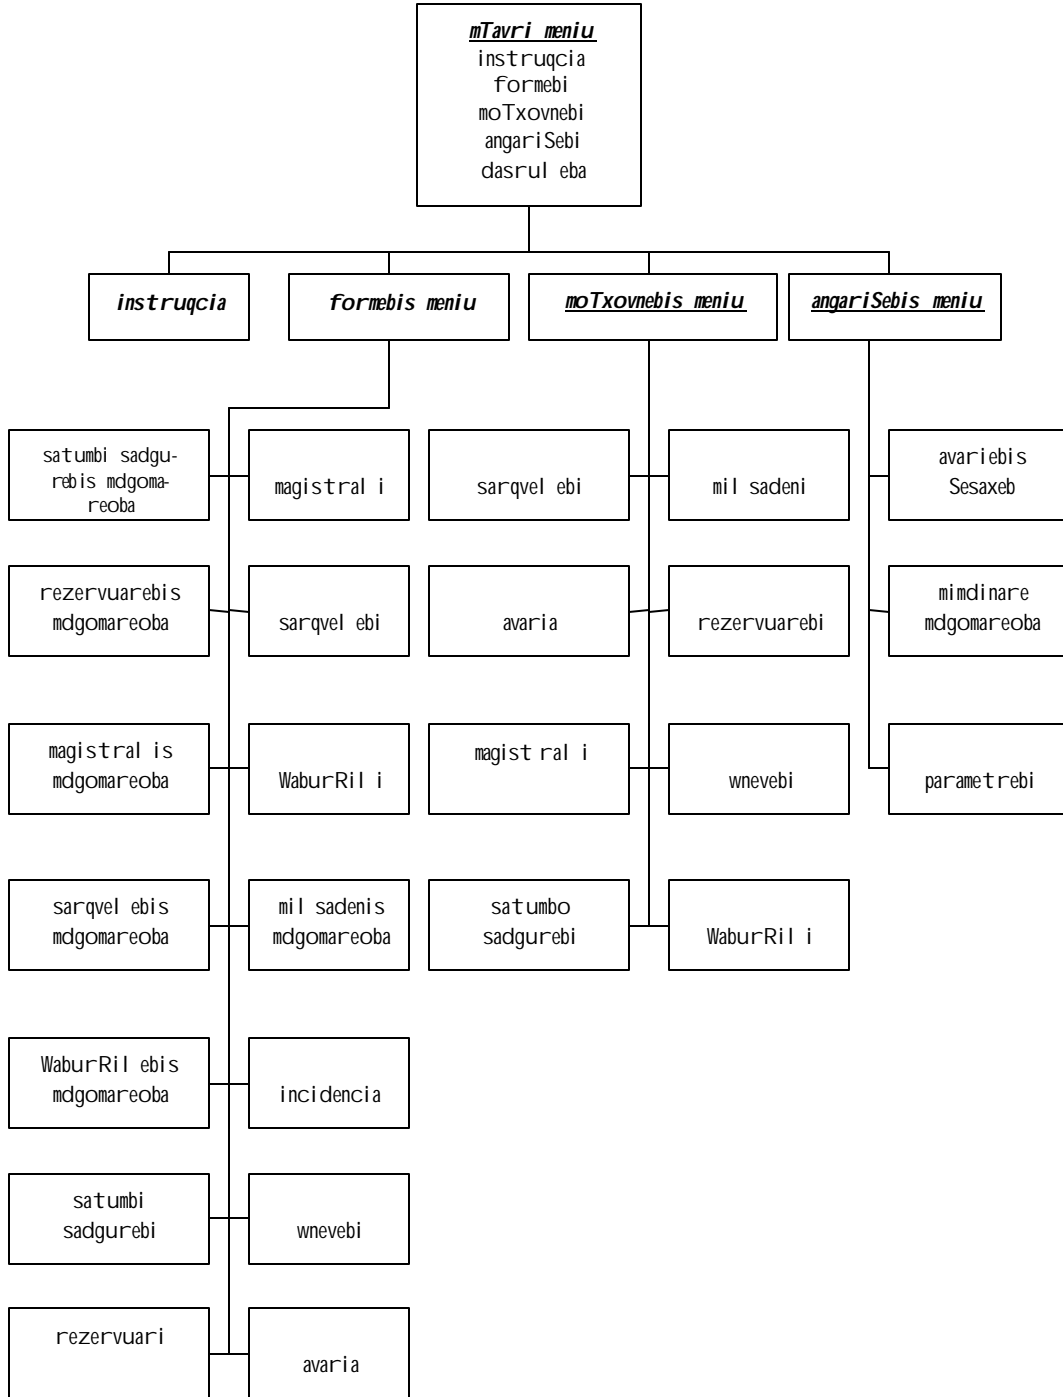 mTavri meniu
instruqcia
formebi
moTxovnebi
angariSebi
dasrul eba
instruqcia
formebis meniu
moTxovnebis meniu
angariSebis meniu
satumbi sadgu-
rebis mdgoma-
reoba
magistral i
sarqvel ebi
mil sadeni
avariebis
Sesaxeb
rezervuarebis
mdgomareoba
sarqvel ebi
avaria
rezervuarebi
mimdinare
mdgomareoba
magistral is
mdgomareoba
WaburRil i
magist ral i
wnevebi
parametrebi
sarqvel ebis
mdgomareoba
mil sadenis
mdgomareoba
satumbo
sadgurebi
WaburRil i
WaburRil ebis
mdgomareoba
incidencia
satumbi
sadgurebi
wnevebi
rezervuari
avaria